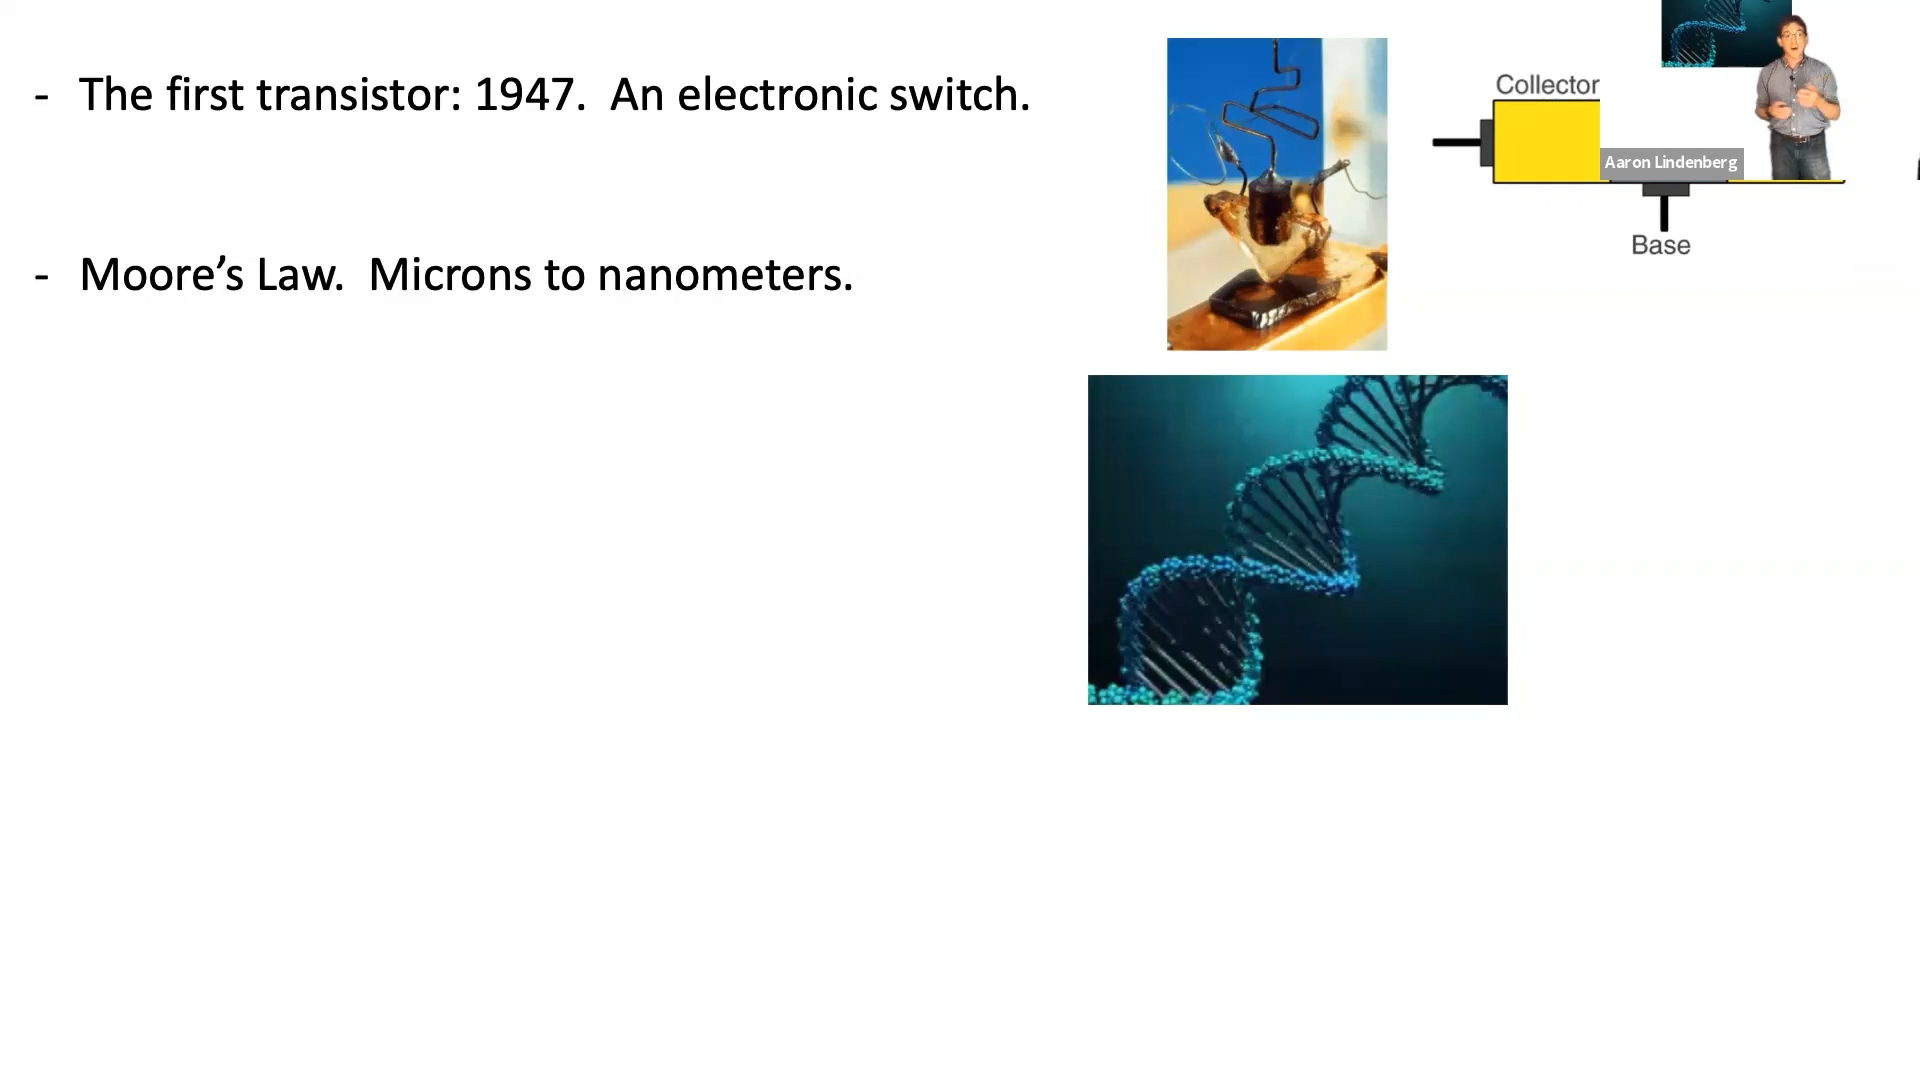 - The first transistor: 1947.  An electronic switch.
- Moore’s Law.  Microns to nanometers.
Collector
Aaron Lindenberg
Base